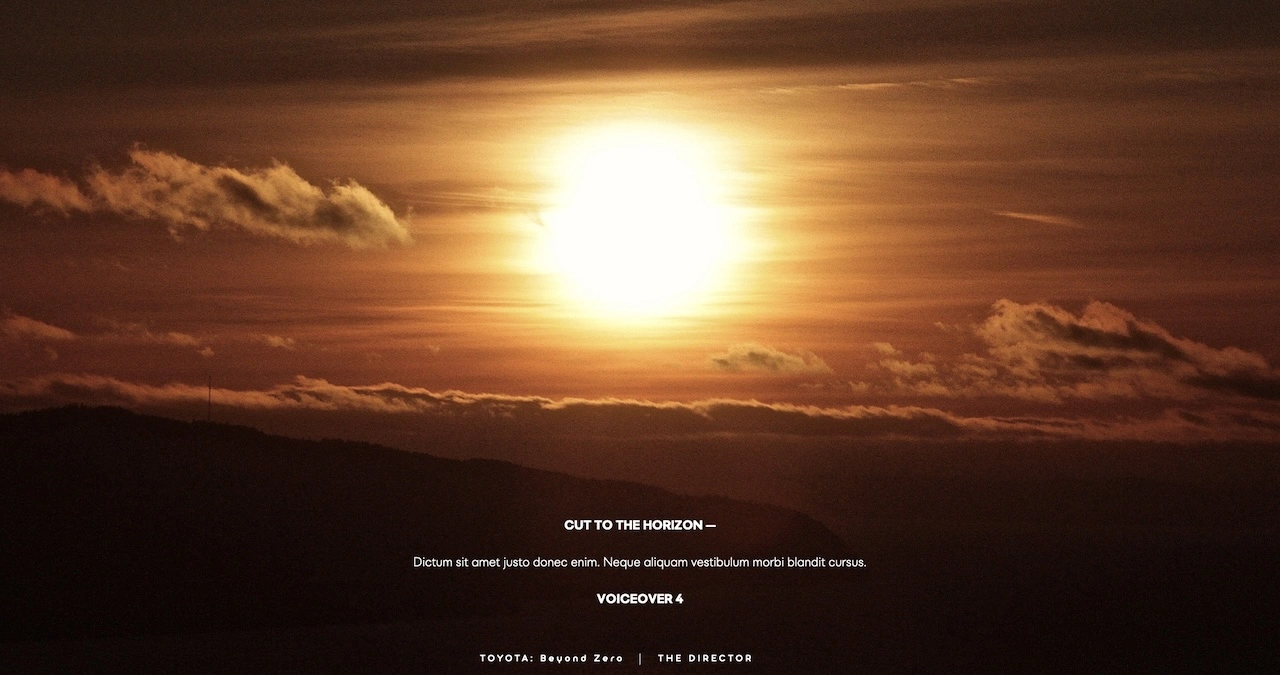 CUT TO THE HORIZON —
Dictum sit amet justo donec enim. Neque aliquam vestibulum morbi blandit cursus.
VOICEOVER 4
TOYOTA: Beyond Zero | THE DIRECTOR